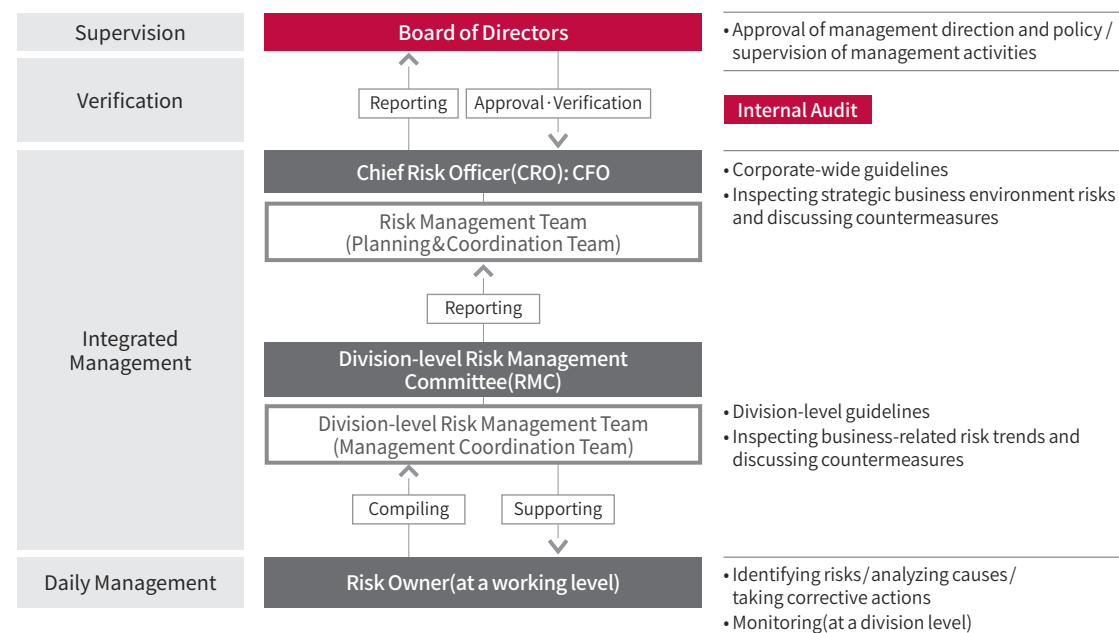 Supervision
Board of Directors
• Approval of management direction and policy /
supervision of management activities
Verification
Reporting
Approval · Verification
Internal Audit
Integrated
Management
Chief Risk Officer(CRO): CFO
Risk Management Team
(Planning&Coordination Team)
• Corporate-wide guidelines
• Inspecting strategic business environment risks
and discussing countermeasures
Reporting
Division-level Risk Management
Committee(RMC)
Division-level Risk Management Team
(Management Coordination Team)
• Division-level guidelines
• Inspecting business-related risk trends and
discussing countermeasures
Compiling
Supporting
Daily Management
Risk Owner(at a working level)
• Identifying risks/analyzing causes/
taking corrective actions
• Monitoring(at a division level)